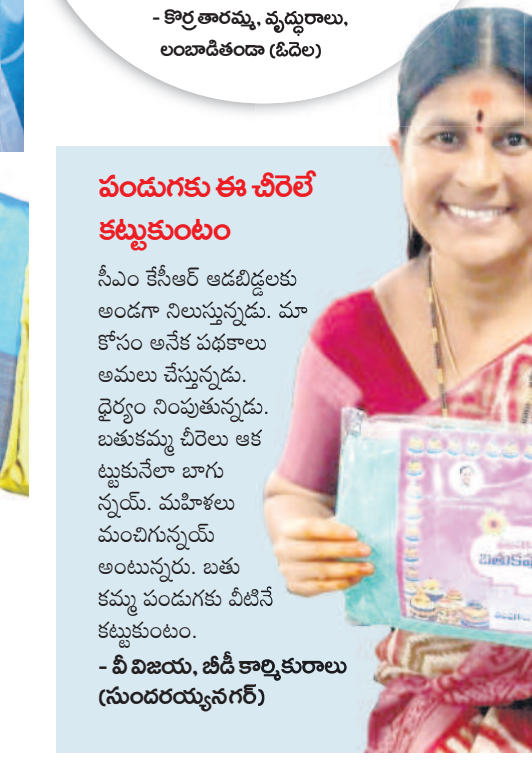 - కొర్ర తారమ్మ, వృద్ధురాలు,
లంబాడితండా (ఓదెల)
పండుగకు ఈ చీరెలే
కట్టుకుంటం
సీఎం కేసీఆర్ ఆడబిడ్డలకు
అండగా నిలుస్తున్నడు. మా
కోసం అనేక పథకాలు
అమలు చేస్తున్నడు.
ధైర్యం నింపుతున్నడు.
బతుకమ్మ చీరెలు ఆక
ట్టుకునేలా బాగు
న్నయ్. మహిళలు
మంచిగున్నయ్
అంటున్నరు. బతు
కమ్మ పండుగకు వీటినే
కట్టుకుంటం.
- వీ విజయ, బీడీ కార్మికురాలు
(సుందరయ్యనగర్)